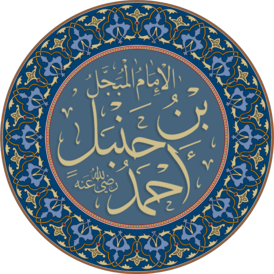 الإمام المبجل
أحمد
بن حنبل
رضي الله عنه